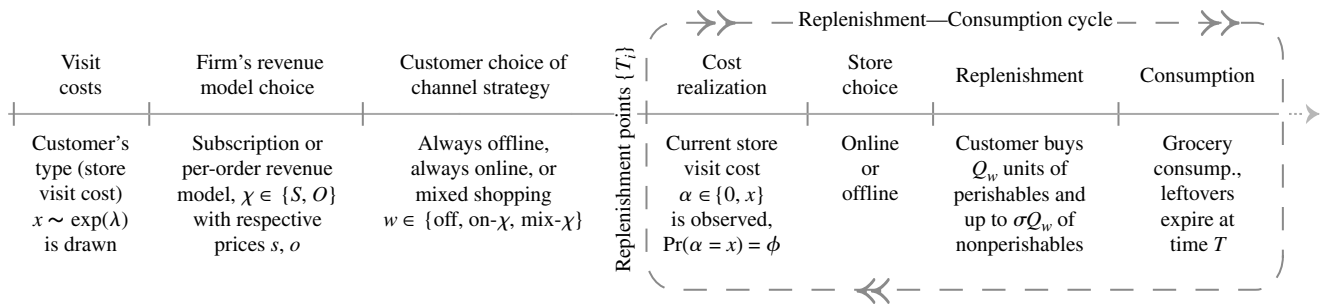 Replenishment—Consumption cycle
Visit
costs
Firm's revenue
model choice
Customer choice of
channel strategy
Replenishment points {Tᵢ}
Cost
realization
Store
choice
Replenishment
Consumption
Customer's
type (store
visit cost)
x ∼ exp(λ)
is drawn
Subscription or
per-order revenue
model, χ ∈ {S, O}
with respective
prices s, o
Always offline,
always online, or
mixed shopping
w ∈ {off, on-χ, mix-χ}
Current store
visit cost
α ∈ {0, x}
is observed,
Pr(α = x) = ϕ
Online
or
offline
Customer buys
Q_w units of
perishables and
up to σQ_w of
nonperishables
Grocery
consump.,
leftovers
expire at
time T